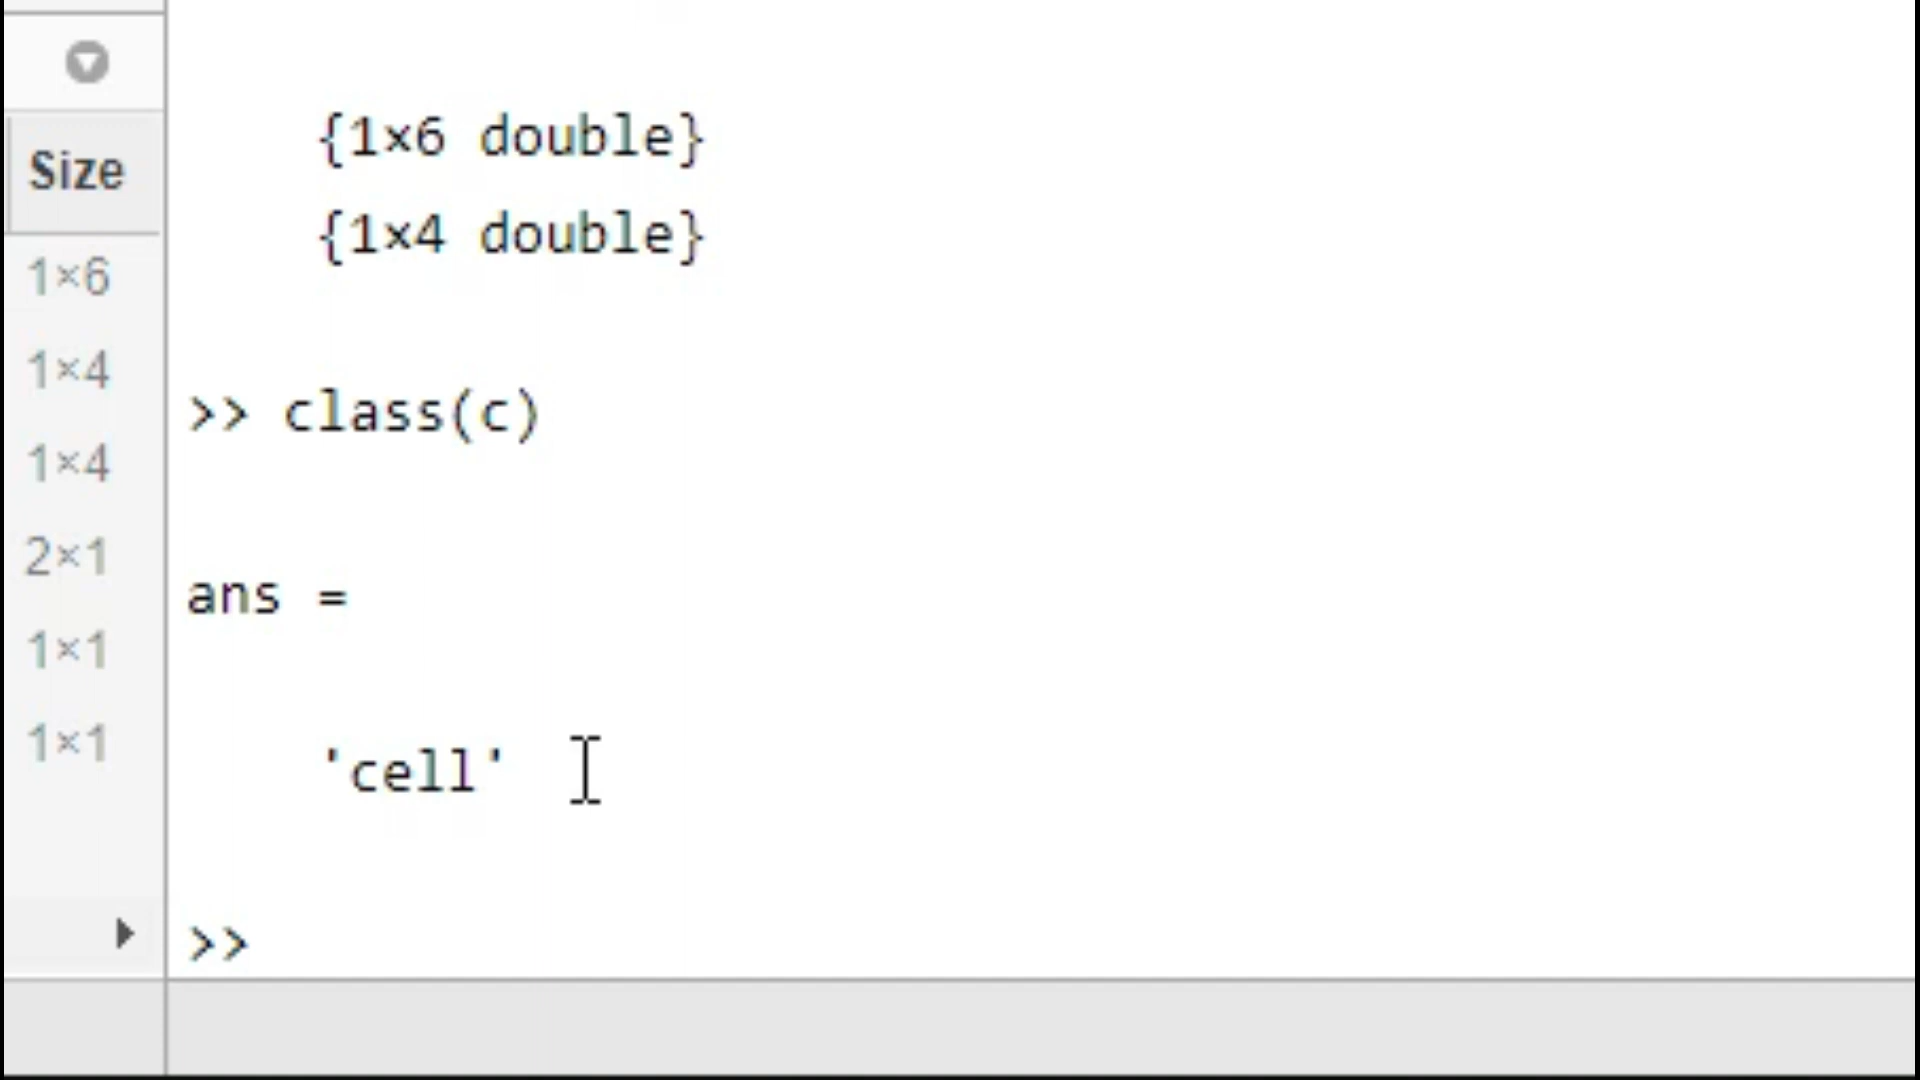 Size
1×6
1×4
1×4
2×1
1×1
1×1
{1×6 double}
{1×4 double}
>> class(c)
ans =
'cell'
>>